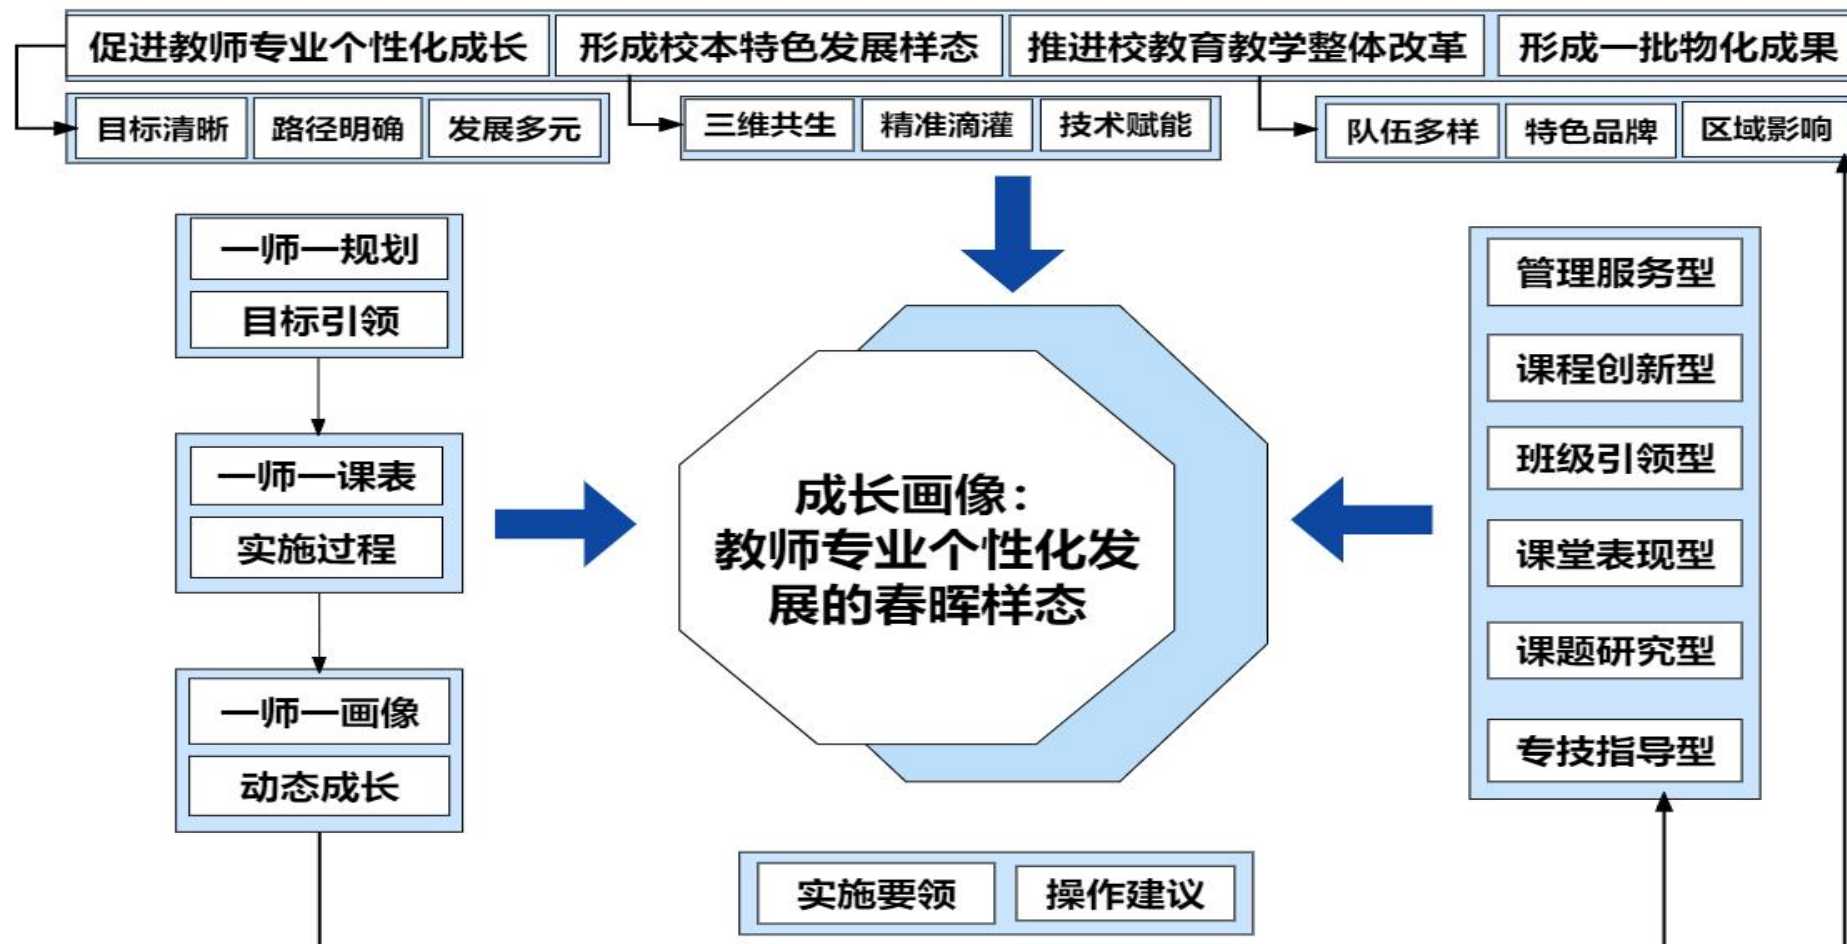 促进教师专业个性化成长
形成校本特色发展样态
推进校教育教学整体改革
形成一批物化成果
目标清晰
路径明确
发展多元
三维共生
精准滴灌
技术赋能
队伍多样
特色品牌
区域影响
一师一规划
目标引领
一师一课表
实施过程
一师一画像
动态成长
成长画像：
教师专业个性化发
展的春晖样态
管理服务型
课程创新型
班级引领型
课堂表现型
课题研究型
专技指导型
实施要领
操作建议